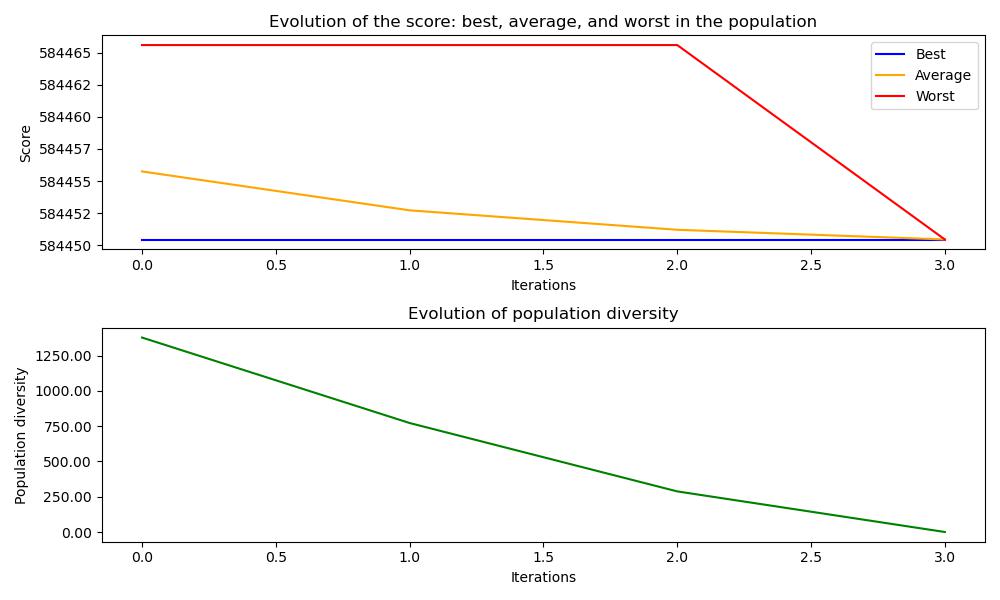 Evolution of the score: best, average, and worst in the population
584465
584462
584460
584457
584455
584452
584450
Score
Best
Average
Worst
0.0 0.5 1.0 1.5 2.0 2.5 3.0
Iterations
Evolution of population diversity
1250.00
1000.00
750.00
500.00
250.00
0.00
Population diversity
0.0 0.5 1.0 1.5 2.0 2.5 3.0
Iterations